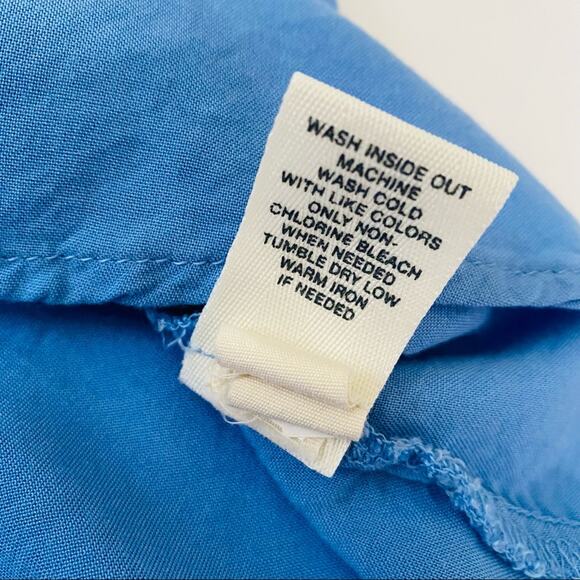 WASH INSIDE OUT
MACHINE
WASH COLD
WITH LIKE COLORS
ONLY NON-
CHLORINE BLEACH
WHEN NEEDED
TUMBLE DRY LOW
WARM IRON
IF NEEDED